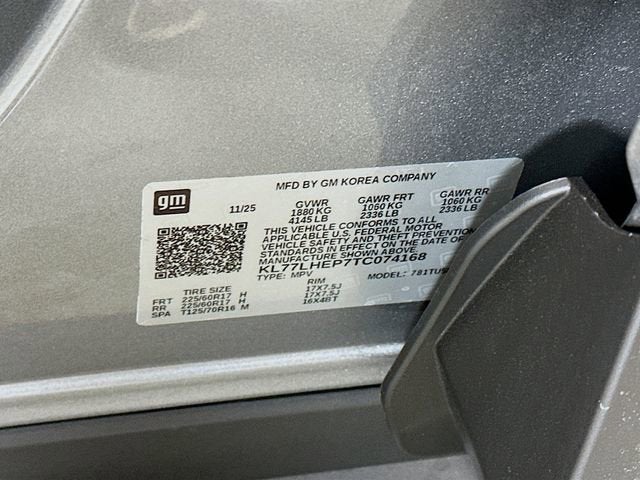 MFD BY GM KOREA COMPANY
gm
11/25
GVWR GAWR FRT GAWR RR
1880 KG 1060 KG 1060 KG
4145 LB 2336 LB 2336 LB
THIS VEHICLE CONFORMS TO ALL
APPLICABLE U.S. FEDERAL MOTOR
VEHICLE SAFETY AND THEFT PREVENTION
STANDARDS IN EFFECT ON THE DATE OF
MANUFACTURE SHOWN ABOVE.
KL77LHEP7TC074168
TYPE: MPV MODEL: 781TUS
TIRE SIZE RIM
FRT 225/60R17 H 17X7.5J
RR 225/60R17 H 17X7.5J
SPA T125/70R16 M 16X4BT